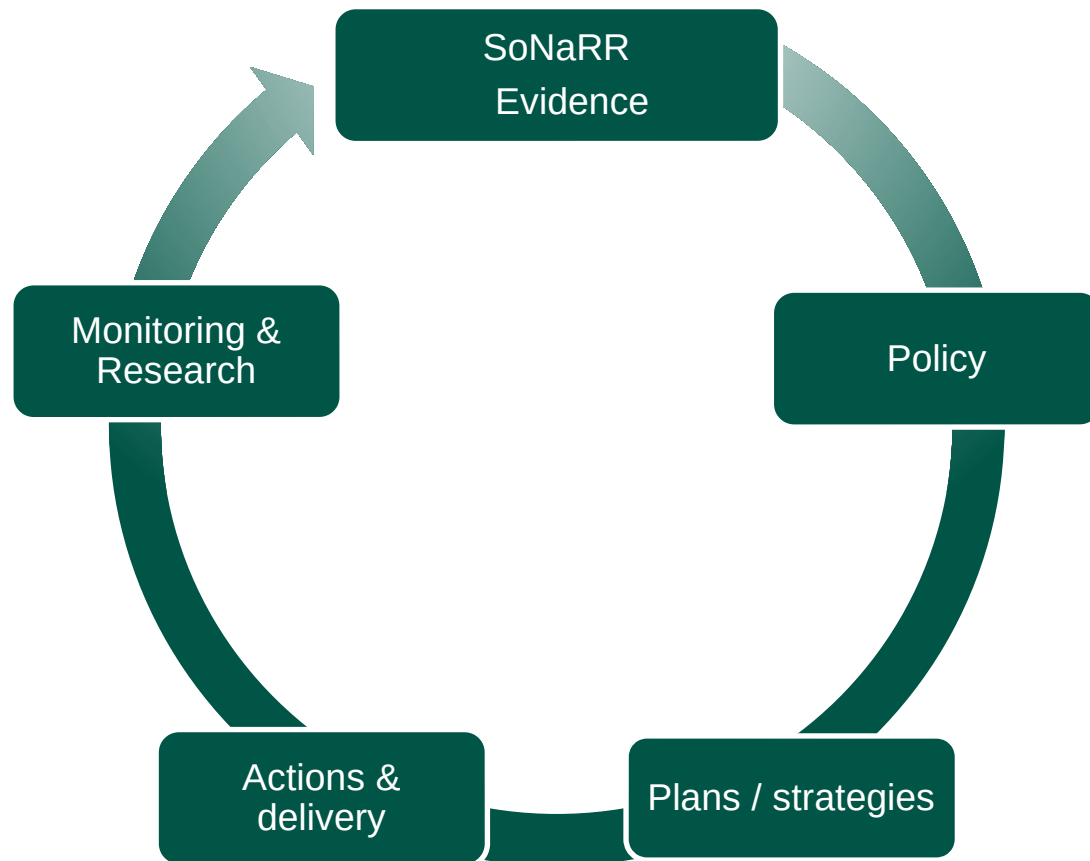 SoNaRR
Evidence
Monitoring &
Research
Policy
Actions &
delivery
Plans / strategies